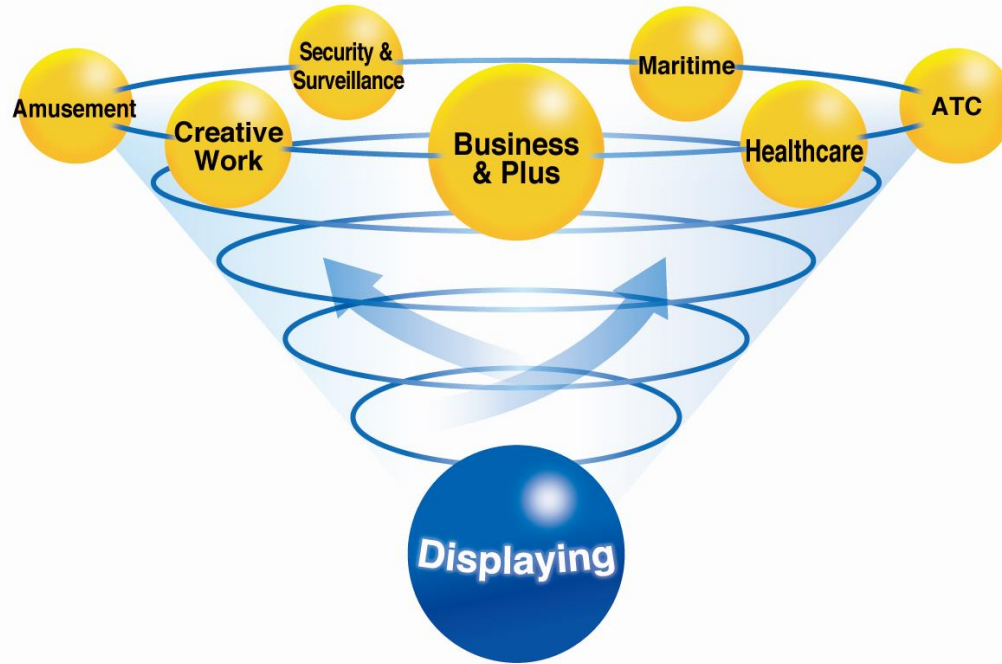 Security &
Surveillance
Maritime
Amusement
ATC
Creative
Work
Business
& Plus
Healthcare
Displaying